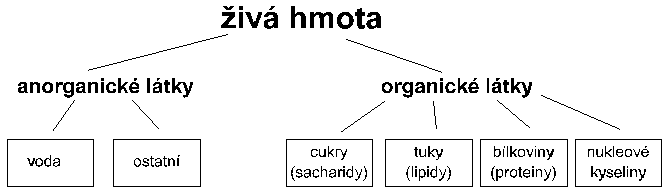 živá hmota
anorganické látky
organické látky
voda
ostatní
cukry
(sacharidy)
tuky
(lipidy)
bílkoviny
(proteiny)
nukleové
kyseliny